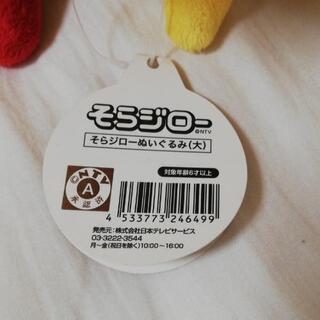 そらジロー
©NTV
そらジローぬいぐるみ(大)
©NTV
A
承認済
対象年齢6才以上
4 533773 246499
発売元:株式会社日本テレビサービス
03-3222-3544
月〜金(祝日を除く)10:00〜16:00